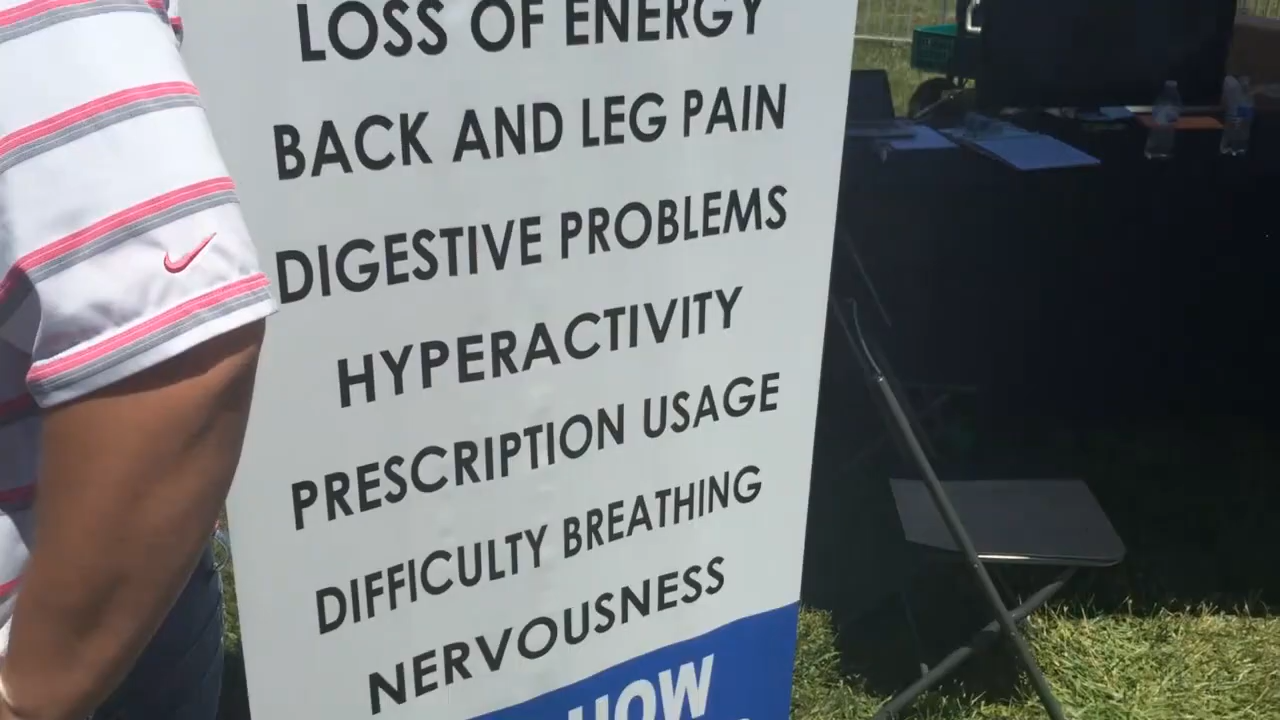 LOSS OF ENERGY
BACK AND LEG PAIN
DIGESTIVE PROBLEMS
HYPERACTIVITY
PRESCRIPTION USAGE
DIFFICULTY BREATHING
NERVOUSNESS
HOW